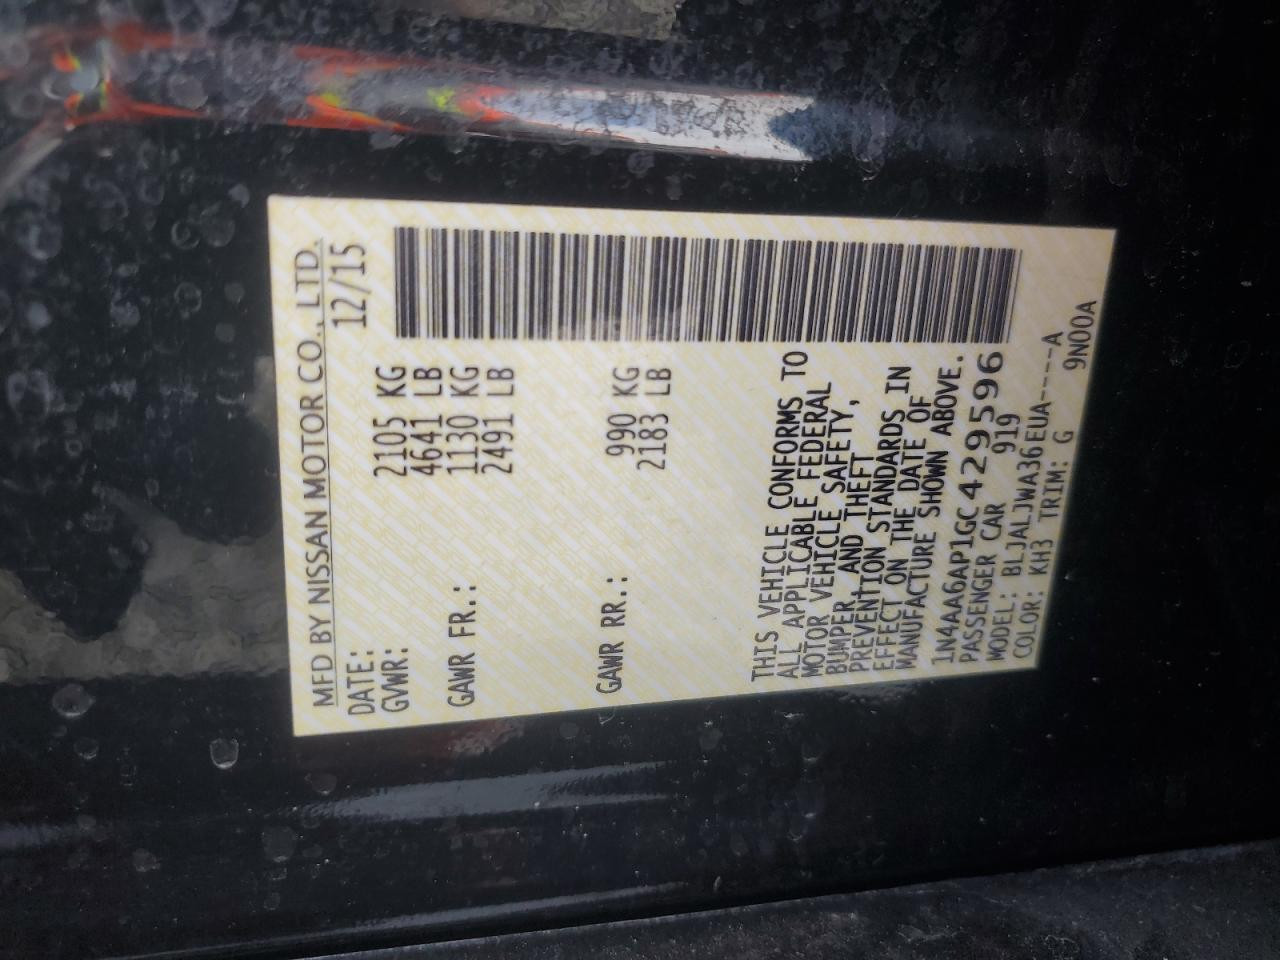 MFD BY NISSAN MOTOR CO., LTD.
DATE: 12/15
GVWR: 2105 KG
4641 LB
GAWR FR.: 1130 KG
2491 LB
GAWR RR.: 990 KG
2183 LB
THIS VEHICLE CONFORMS TO
ALL APPLICABLE FEDERAL
MOTOR VEHICLE SAFETY,
BUMPER AND THEFT
PREVENTION STANDARDS IN
EFFECT ON THE DATE OF
MANUFACTURE SHOWN ABOVE.
1N4AA6AP1GC429596
PASSENGER CAR 919
MODEL: BLJALJWA36EUA----A
COLOR: KH3 TRIM: G 9N00A